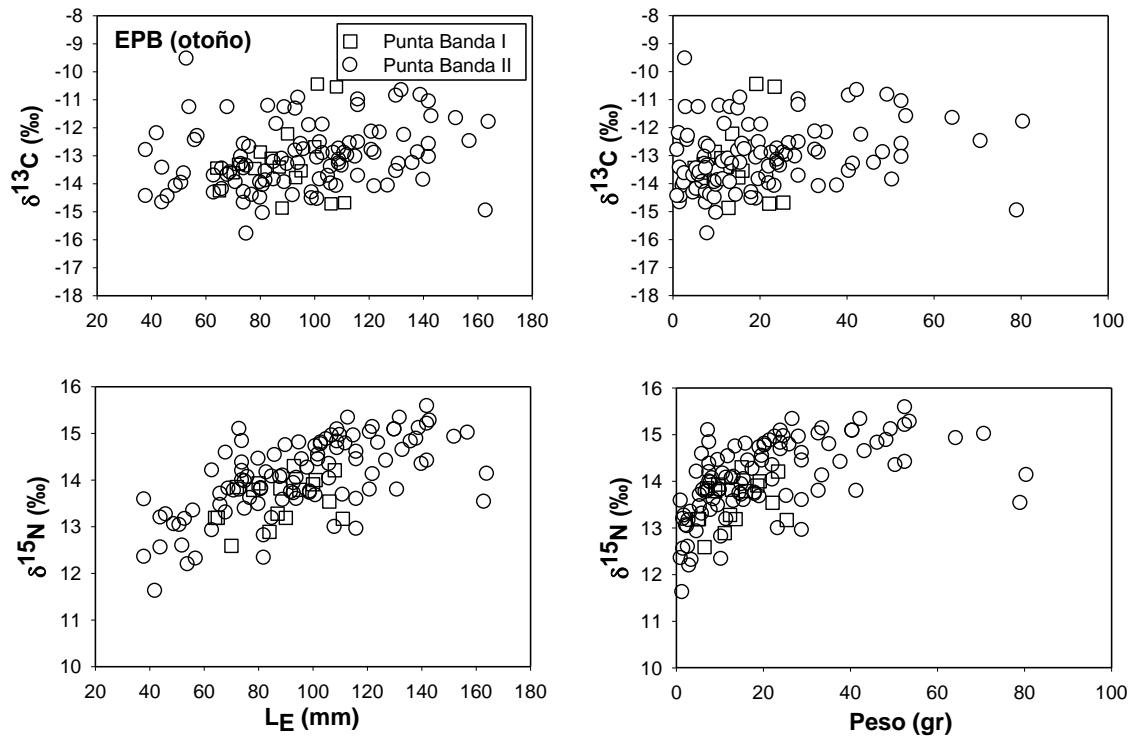 EPB (otoño)
Punta Banda I
Punta Banda II
δ13C (‰)
-8
-9
-10
-11
-12
-13
-14
-15
-16
-17
-18
20 40 60 80 100 120 140 160 180
δ13C (‰)
-8
-9
-10
-11
-12
-13
-14
-15
-16
-17
-18
0 20 40 60 80 100
δ15N (‰)
16
15
14
13
12
11
10
20 40 60 80 100 120 140 160 180
LE (mm)
δ15N (‰)
16
15
14
13
12
11
10
0 20 40 60 80 100
Peso (gr)